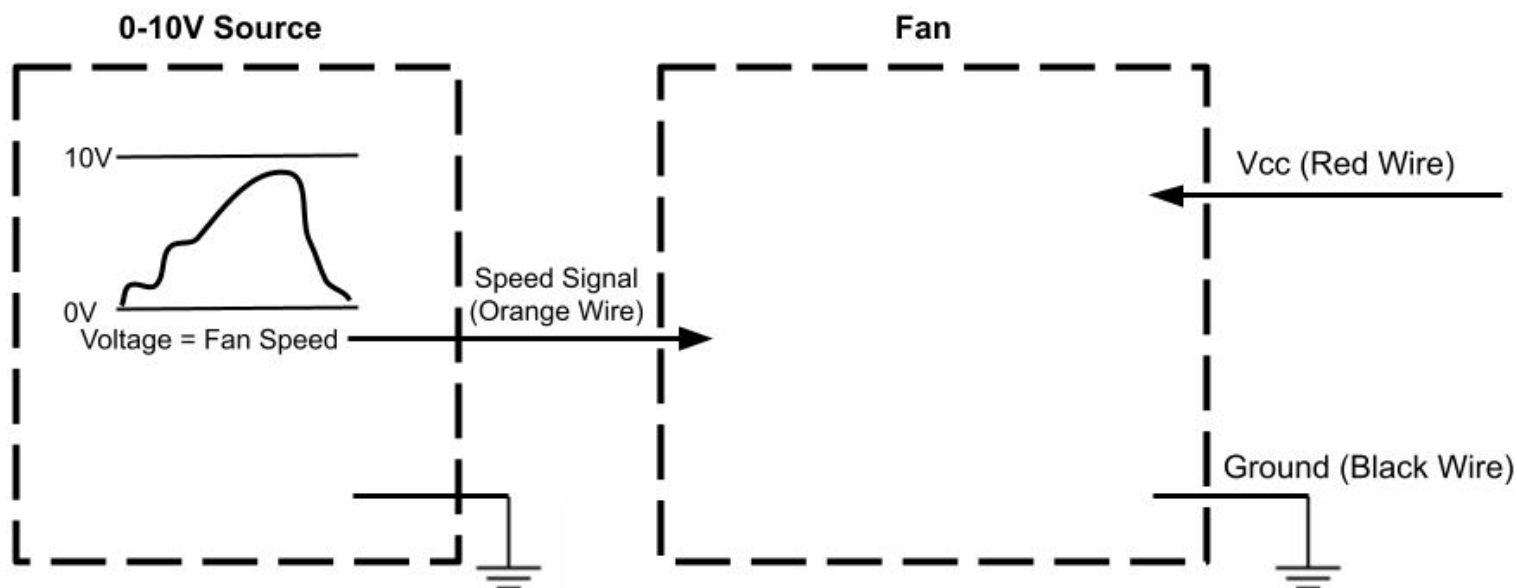 0-10V Source
Fan
10V
Vcc (Red Wire)
Speed Signal
(Orange Wire)
0V
Voltage = Fan Speed
Ground (Black Wire)